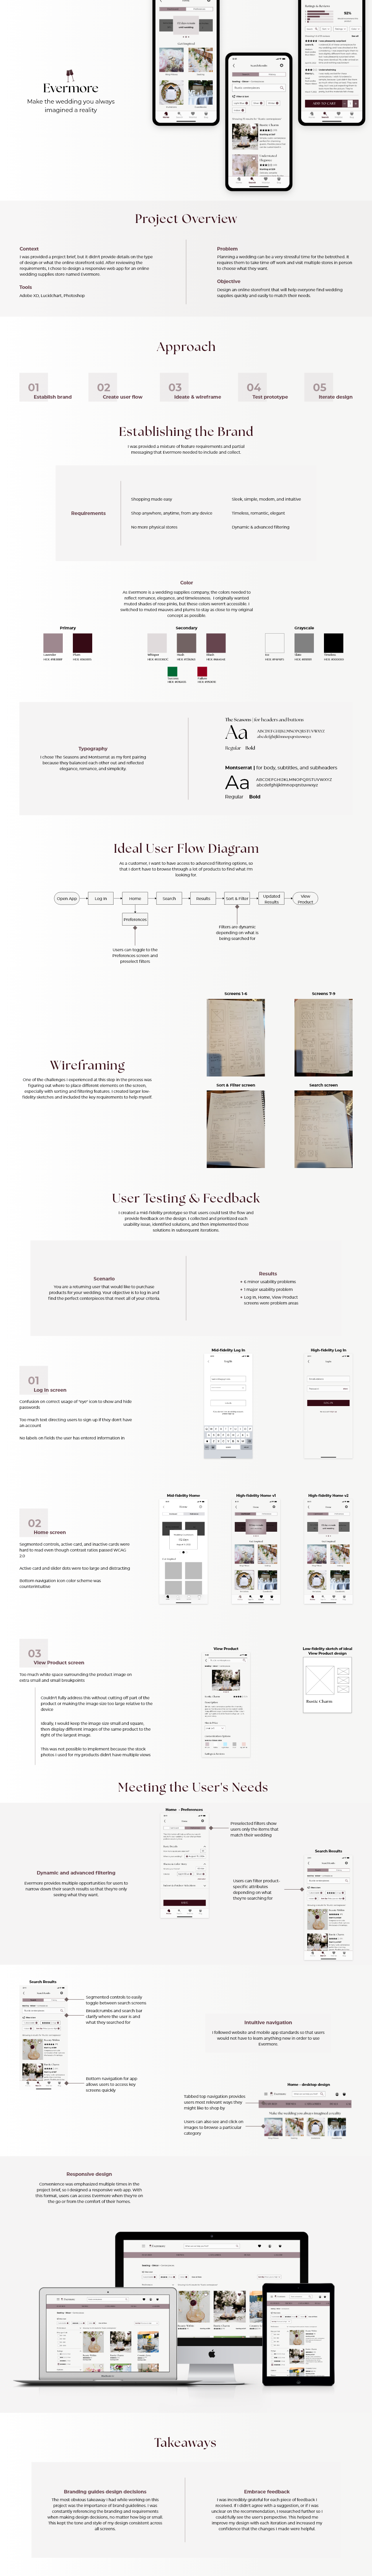 Evermore
Make the wedding you always
imagined a reality
ADD TO CART
Project Overview
Context
I was provided a project brief, but it didn't provide details on the type
of design or what the online storefront sold. After reviewing the
requirements, I chose to design a responsive web app for an online
wedding supplies store named Evermore.
Tools
Adobe XD, Lucidchart, Photoshop
Problem
Planning a wedding can be a very stressful time for the betrothed. It
requires them to take time off work and visit multiple stores in person
to choose what they want.
Objective
Design an online storefront that will help everyone find wedding
supplies quickly and easily to match their needs.
Approach
01
Establish brand
02
Create user flow
03
Ideate & wireframe
04
Test prototype
05
Iterate design
Establishing the Brand
I was provided a mixture of feature requirements and partial
messaging that Evermore needed to include and collect.
Requirements
Shopping made easy
Shop anywhere, anytime, from any device
No more physical stores
Sleek, simple, modern, and intuitive
Timeless, romantic, elegant
Dynamic & advanced filtering
Color
As Evermore is a wedding supplies company, the colors needed to
reflect romance, elegance, and timelessness. I originally wanted
muted shades of rose pinks, but these colors weren't accessible. I
switched to muted mauves and plums to stay as close to my original
concept as possible.
Primary
Secondary
Grayscale
Typography
I chose The Seasons and Montserrat as my font pairing
because they balanced each other out and reflected
elegance, romance, and simplicity.
The Seasons | for headers and buttons
Aa
ABCDEFGHIJKLMNOPQRSTUVWXYZ
abcdefghijklmnopqrstuvwxyz
Regular Bold
Montserrat | for body, subtitles, and subheaders
Aa
ABCDEFGHIJKLMNOPQRSTUVWXYZ
abcdefghijklmnopqrstuvwxyz
Regular Bold
Ideal User Flow Diagram
As a customer, I want to have access to advanced filtering options, so
that I don't have to browse through a lot of products to find what I'm
looking for.
Open App
Log In
Home
Search
Results
Sort & Filter
Updated
Results
View
Product
Preferences
Users can toggle to the
Preferences screen and
preselect filters
Filters are dynamic
depending on what is
being searched for
Wireframing
One of the challenges I experienced at this step in the process was
figuring out where to place different elements on the screen,
especially with sorting and filtering features. I created larger low-
fidelity sketches and included the key requirements to help myself.
Screens 1-6
Screens 7-9
Sort & Filter screen
Search screen
User Testing & Feedback
I created a mid-fidelity prototype so that users could test the flow and
provide feedback on the design. I collected and prioritized each
usability issue, identified solutions, and then implemented those
solutions in subsequent iterations.
Scenario
You are a returning user that would like to purchase
products for your wedding. Your objective is to log in and
find the perfect centerpieces that meet all of your criteria.
Results
6 minor usability problems
1 major usability problem
Log In, Home, View Product
screens were problem areas
01
Log In screen
Confusion on correct usage of "eye" icon to show and hide
passwords
Too much text directing users to sign up if they don't have
an account
No labels on fields the user has entered information in
Mid-fidelity Log In
High-fidelity Log In
02
Home screen
Segmented controls, active card, and inactive cards were
hard to read even though contrast ratios passed WCAG
2.0
Active card and slider dots were too large and distracting
Bottom navigation icon color scheme was
counterintuitive
Mid-fidelity Home
High-fidelity Home v1
High-fidelity Home v2
03
View Product screen
Too much white space surrounding the product image on
extra small and small breakpoints
Couldn't fully address this without cutting off part of the
product or making the image size too large relative to the
device
Ideally, I would keep the image size small and square,
then display different images of the same product to the
right of the largest image.
This was not possible to implement because the stock
photos I used for my products didn't have multiple views
View Product
Low-fidelity sketch of ideal
View Product design
Rustic Charm
Meeting the User's Needs
Dynamic and advanced filtering
Evermore provides multiple opportunities for users to
narrow down their search results so that they're only
seeing what they want.
Home - Preferences
Preselected filters show
users only the items that
match their wedding
Search Results
Users can filter product-
specific attributes
depending on what
they're searching for
Search Results
Segmented controls to easily
toggle between search screens
Breadcrumbs and search bar
clarify where the user is and
what they searched for
Bottom navigation for app
allows users to access key
screens quickly
Intuitive navigation
I followed website and mobile app standards so that users
would not have to learn anything new in order to use
Evermore.
Home - desktop design
Tabbed top navigation provides
users most relevant ways they
might like to shop by
Users can also see and click on
images to browse a particular
category
Responsive design
Convenience was emphasized multiple times in the
project brief, so I designed a responsive web app. With
this format, users can access Evermore when they're on
the go or from the comfort of their homes.
Takeaways
Branding guides design decisions
The most obvious takeaway I had while working on this
project was the importance of brand guidelines. I was
constantly referencing the branding and requirements
when making design decisions, no matter how big or small.
This kept the tone and style of my design consistent across
all screens.
Embrace feedback
I was incredibly grateful for each piece of feedback I
received. If I didn't agree with a suggestion, or if I was
unclear on the recommendation, I researched further so I
could fully see the user's perspective. This helped me
improve my design with each iteration and increased my
confidence that the changes I made were helpful.